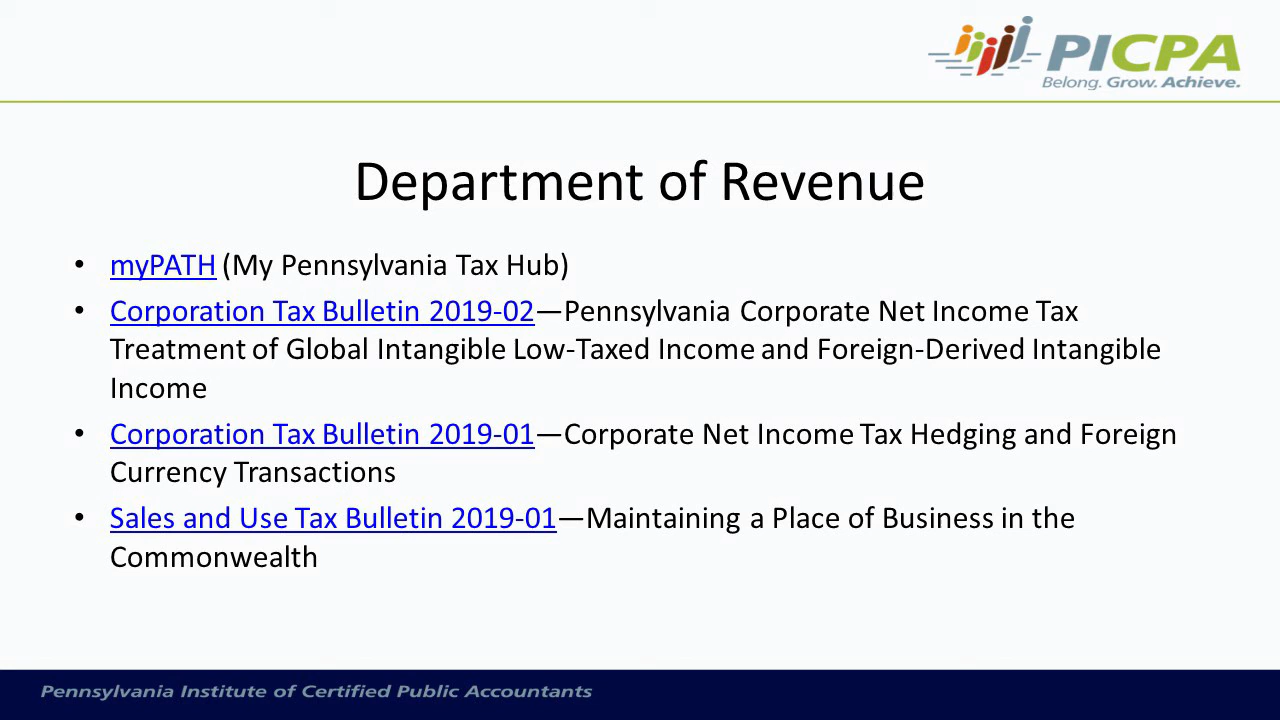 PICPA
Belong. Grow. Achieve.
Department of Revenue
• myPATH (My Pennsylvania Tax Hub)
• Corporation Tax Bulletin 2019-02—Pennsylvania Corporate Net Income Tax
Treatment of Global Intangible Low-Taxed Income and Foreign-Derived Intangible
Income
• Corporation Tax Bulletin 2019-01—Corporate Net Income Tax Hedging and Foreign
Currency Transactions
• Sales and Use Tax Bulletin 2019-01—Maintaining a Place of Business in the
Commonwealth
Pennsylvania Institute of Certified Public Accountants